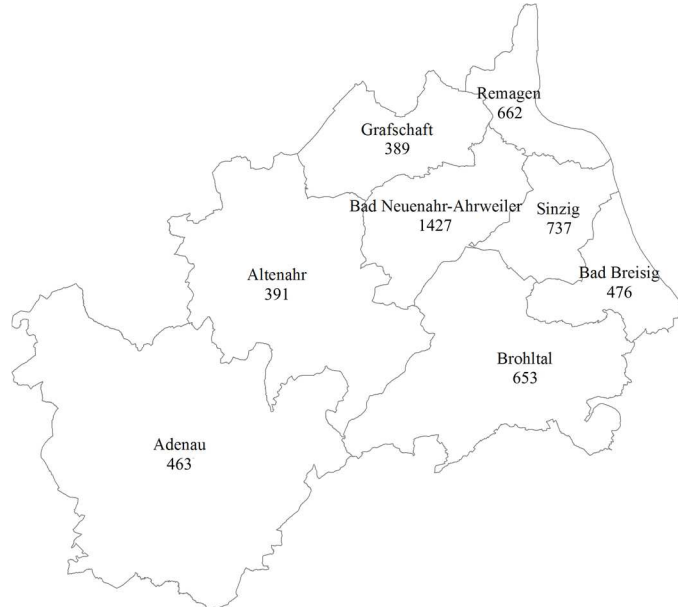 Remagen
662
Grafschaft
389
Bad Neuenahr-Ahrweiler
1427
Sinzig
737
Altenahr
391
Bad Breisig
476
Brohltal
653
Adenau
463